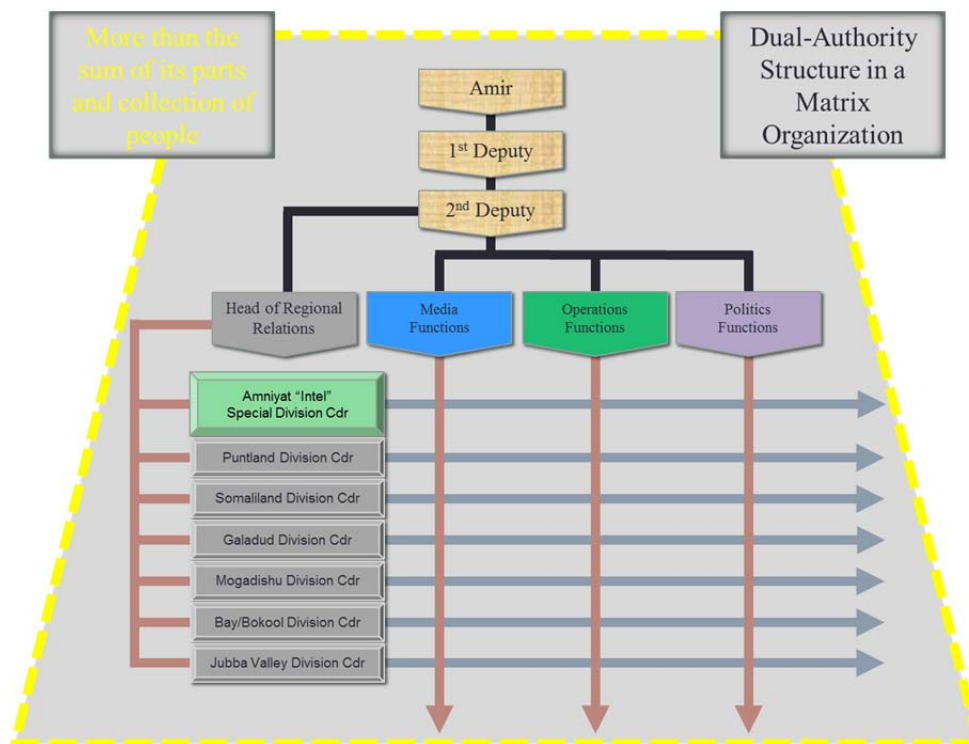 More than the
sum of its parts
and collection of
people
Dual-Authority
Structure in a
Matrix
Organization
Amir
1st Deputy
2nd Deputy
Head of Regional
Relations
Media
Functions
Operations
Functions
Politics
Functions
Amniyat “Intel”
Special Division Cdr
Puntland Division Cdr
Somaliland Division Cdr
Galadud Division Cdr
Mogadishu Division Cdr
Bay/Bokool Division Cdr
Jubba Valley Division Cdr